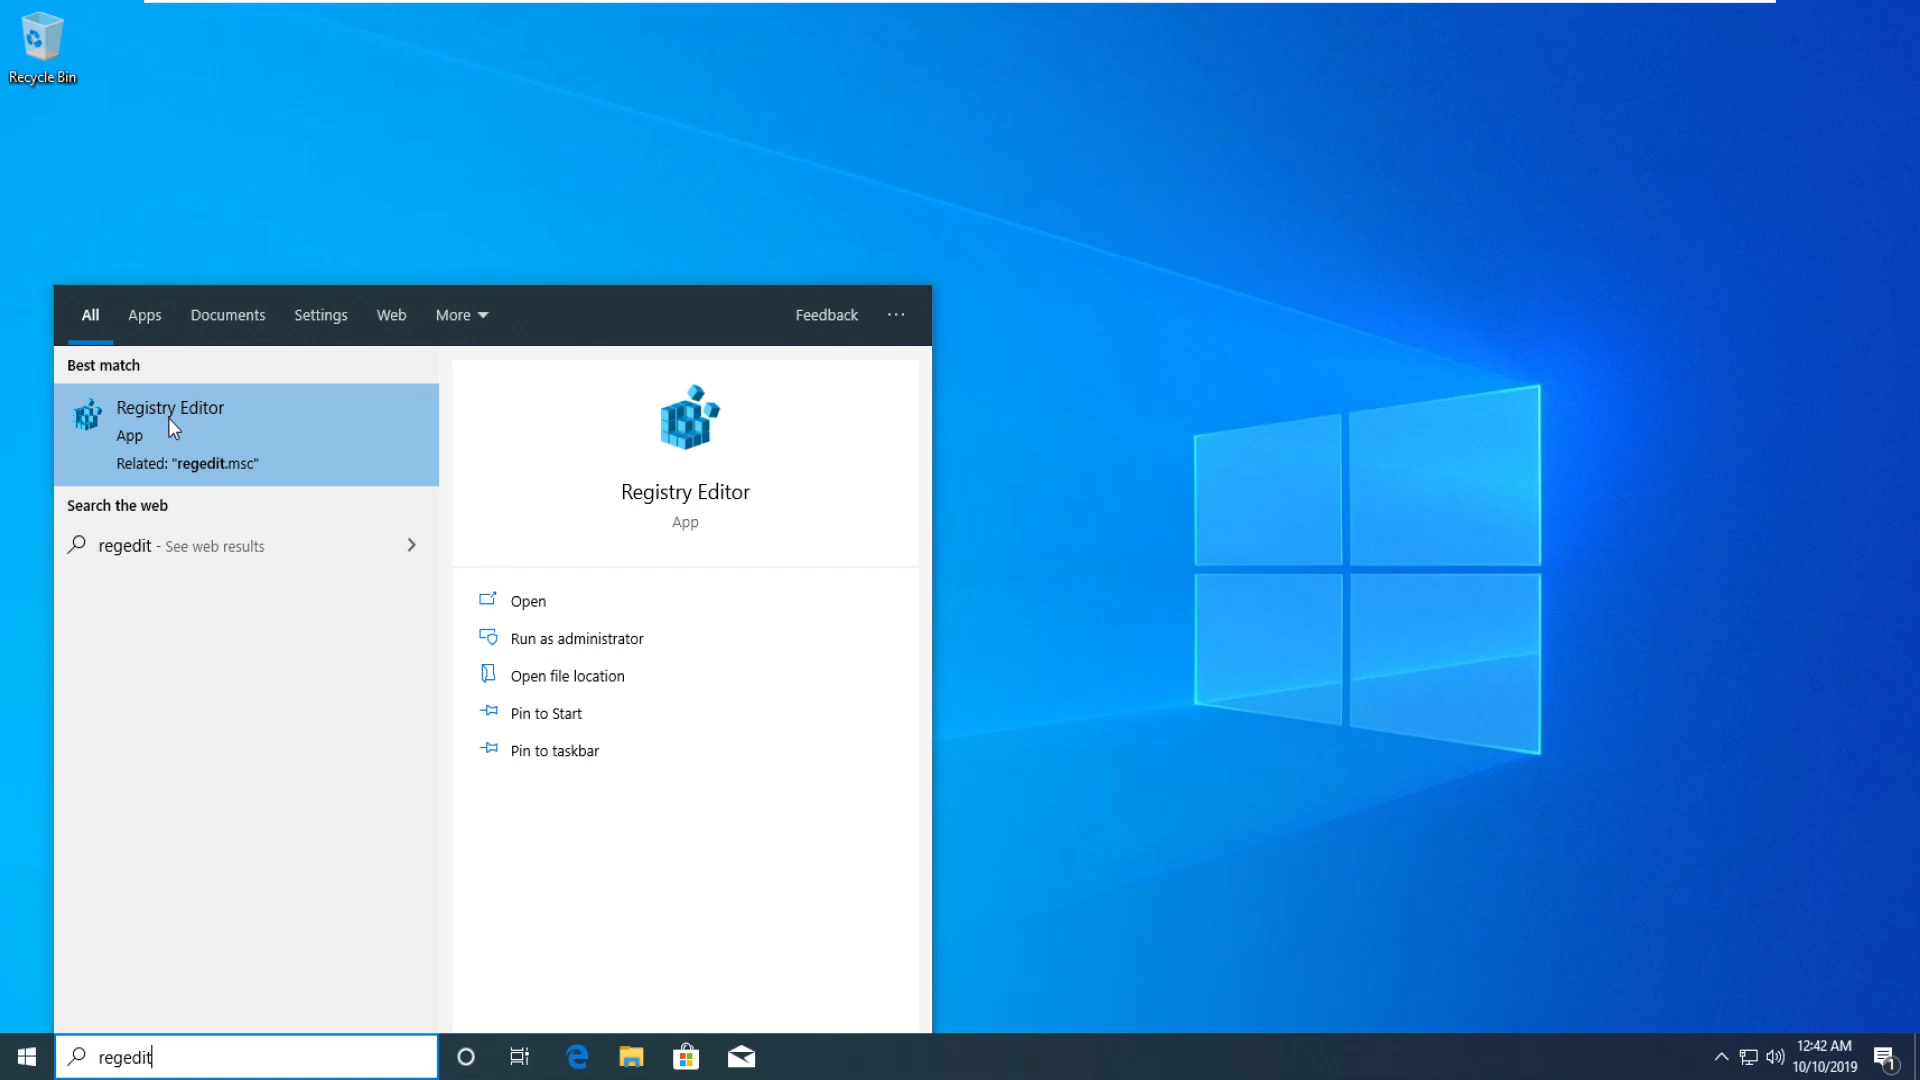 Recycle Bin
All Apps Documents Settings Web More Feedback ...
Best match
Registry Editor
App
Related: "regedit.msc"
Search the web
regedit - See web results
Registry Editor
App
Open
Run as administrator
Open file location
Pin to Start
Pin to taskbar
regedit
12:42 AM
10/10/2019
1